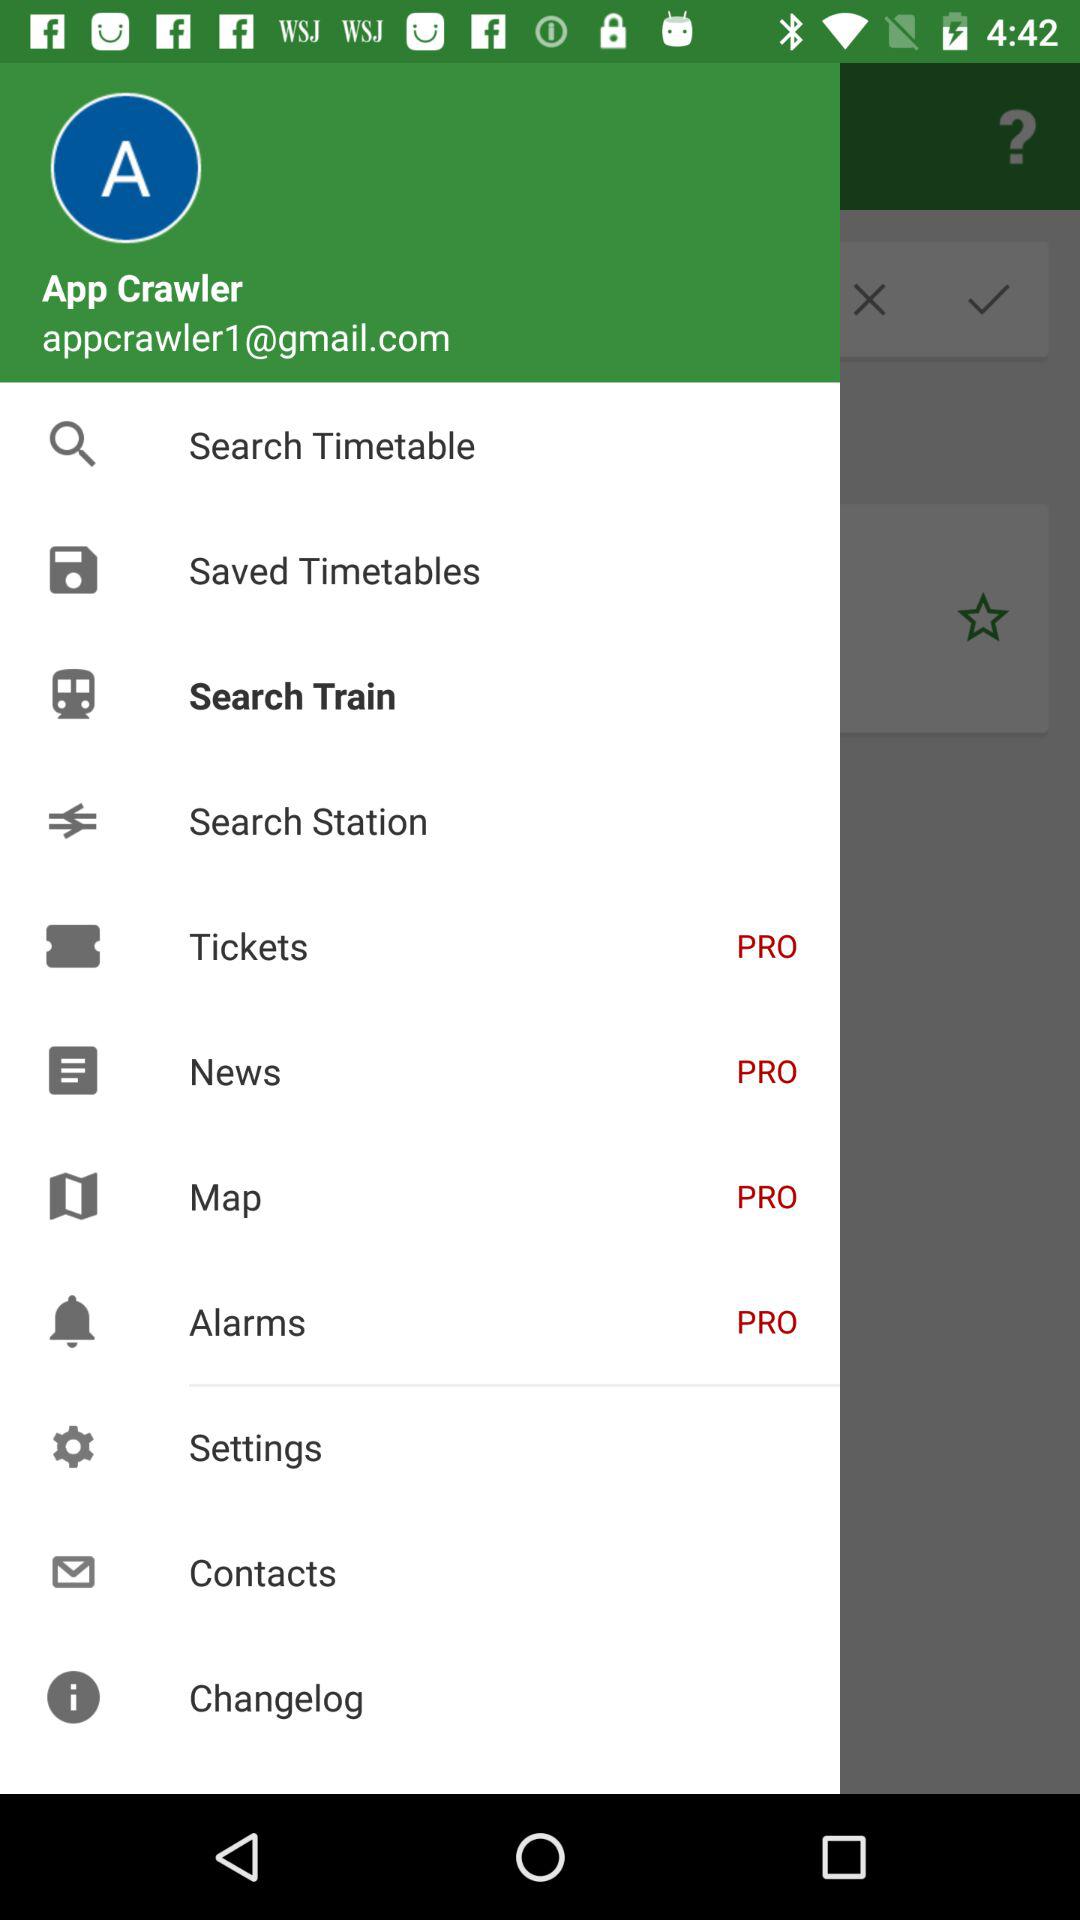 WSJ WSJ 4:42
?
A
App Crawler
appcrawler1@gmail.com
Search Timetable
Saved Timetables
Search Train
Search Station
Tickets PRO
News PRO
Map PRO
Alarms PRO
Settings
Contacts
Changelog